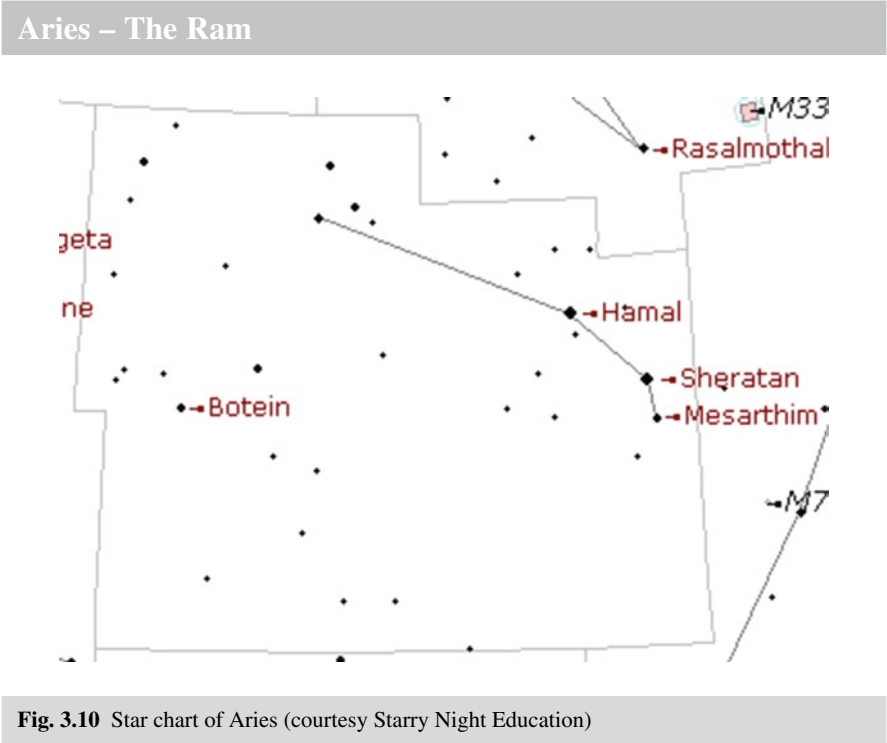 Aries – The Ram
M33
Rasalmothal
geta
ne
Hamal
Sheratan
Botein
Mesarthim
M7
Fig. 3.10 Star chart of Aries (courtesy Starry Night Education)